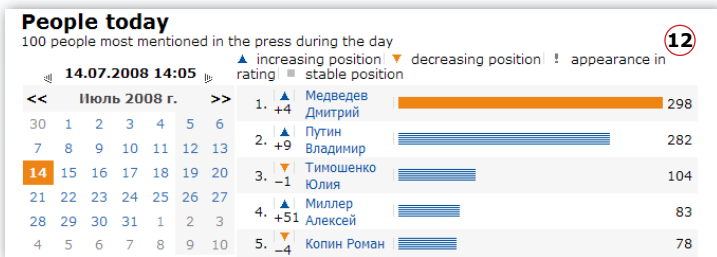 People today
100 people most mentioned in the press during the day
12
▲ increasing position ▼ decreasing position ! appearance in
rating ■ stable position
14.07.2008 14:05
<< Июль 2008 г. >>
30 1 2 3 4 5 6
7 8 9 10 11 12 13
14 15 16 17 18 19 20
21 22 23 24 25 26 27
28 29 30 31 1 2 3
4 5 6 7 8 9 10
1. ▲ +4 Медведев
Дмитрий 298
2. ▲ +9 Путин
Владимир 282
3. ▼ −1 Тимошенко
Юлия 104
4. ▲ +51 Миллер
Алексей 83
5. ▼ −4 Копин Роман 78